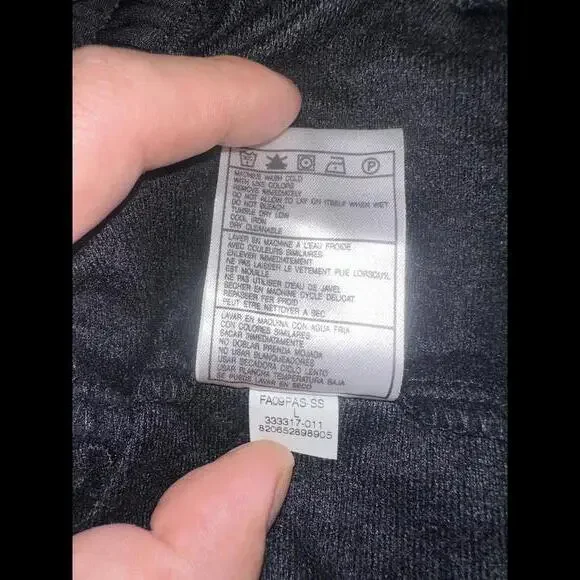 MACHINE WASH COLD
WITH LIKE COLORS
REMOVE IMMEDIATELY
DO NOT ALLOW TO LAY ON ITSELF WHEN WET
DO NOT BLEACH
TUMBLE DRY LOW
COOL IRON
DRY CLEANABLE
LAVER EN MACHINE A L'EAU FROIDE
AVEC COULEURS SIMILAIRES
ENLEVER IMMEDIATEMENT
NE PAS LAISSER LE VETEMENT PLIE LORSQU'IL
EST MOUILLE
NE PAS UTILISER D'EAU DE JAVEL
SECHER EN MACHINE CYCLE DELICAT
REPASSER FER FROID
PEUT ETRE NETTOYE A SEC
LAVAR EN MAQUINA CON AGUA FRIA
CON COLORES SIMILARES
SACAR IMMEDIATAMENTE
NO DOBLAR PRENDA MOJADA
NO USAR BLANQUEADORES
USAR SECADORA CICLO LENTO
USAR PLANCHA TEMPERATURA BAJA
SE PUEDE LAVAR EN SECO
FA09PAS-SS
L
333317-011
820652898905